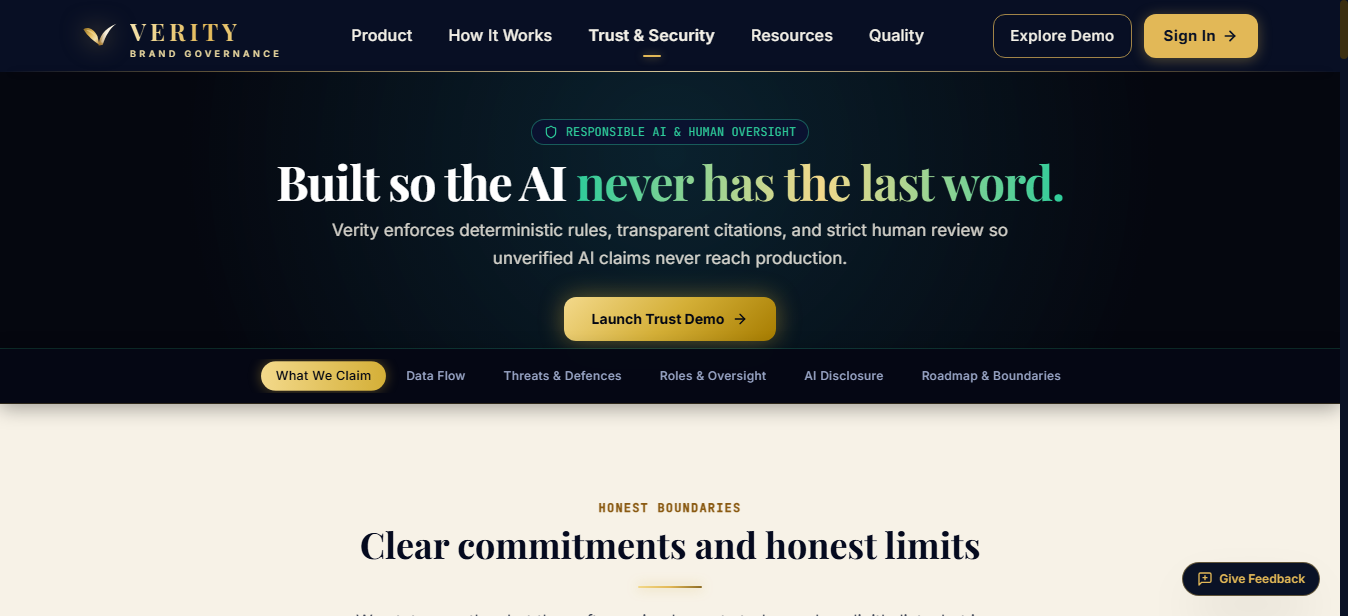 VERITY
BRAND GOVERNANCE
Product
How It Works
Trust & Security
Resources
Quality
Explore Demo
Sign In →
RESPONSIBLE AI & HUMAN OVERSIGHT
Built so the AI never has the last word.
Verity enforces deterministic rules, transparent citations, and strict human review so
unverified AI claims never reach production.
Launch Trust Demo →
What We Claim
Data Flow
Threats & Defences
Roles & Oversight
AI Disclosure
Roadmap & Boundaries
HONEST BOUNDARIES
Clear commitments and honest limits
Give Feedback